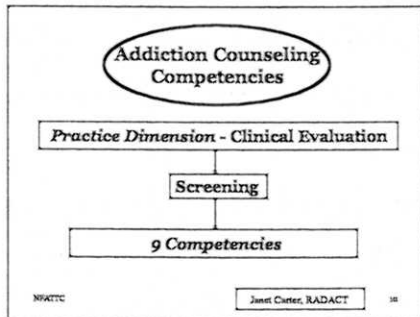 Addiction Counseling
Competencies
Practice Dimension - Clinical Evaluation
Screening
9 Competencies
NFATTC
Janet Carter, RADACT